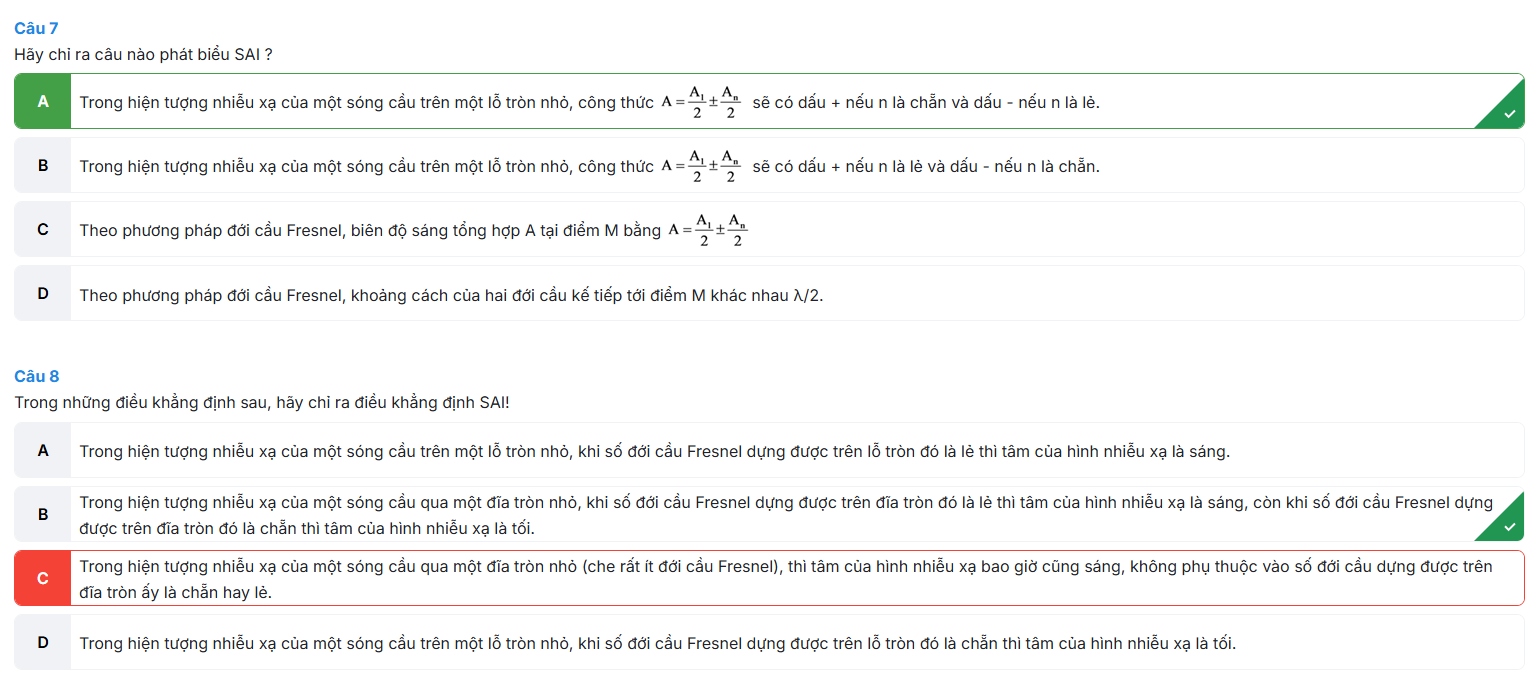 Câu 7
Hãy chỉ ra câu nào phát biểu SAI ?
A Trong hiện tượng nhiễu xạ của một sóng cầu trên một lỗ tròn nhỏ, công thức A = A₁/2 ± Aₙ/2 sẽ có dấu + nếu n là chẵn và dấu - nếu n là lẻ.
B Trong hiện tượng nhiễu xạ của một sóng cầu trên một lỗ tròn nhỏ, công thức A = A₁/2 ± Aₙ/2 sẽ có dấu + nếu n là lẻ và dấu - nếu n là chẵn.
C Theo phương pháp đới cầu Fresnel, biên độ sáng tổng hợp A tại điểm M bằng A = A₁/2 ± Aₙ/2
D Theo phương pháp đới cầu Fresnel, khoảng cách của hai đới cầu kế tiếp tới điểm M khác nhau λ/2.
Câu 8
Trong những điều khẳng định sau, hãy chỉ ra điều khẳng định SAI!
A Trong hiện tượng nhiễu xạ của một sóng cầu trên một lỗ tròn nhỏ, khi số đới cầu Fresnel dựng được trên lỗ tròn đó là lẻ thì tâm của hình nhiễu xạ là sáng.
B Trong hiện tượng nhiễu xạ của một sóng cầu qua một đĩa tròn nhỏ, khi số đới cầu Fresnel dựng được trên đĩa tròn đó là lẻ thì tâm của hình nhiễu xạ là sáng, còn khi số đới cầu Fresnel dựng
được trên đĩa tròn đó là chẵn thì tâm của hình nhiễu xạ là tối.
C Trong hiện tượng nhiễu xạ của một sóng cầu qua một đĩa tròn nhỏ (che rất ít đới cầu Fresnel), thì tâm của hình nhiễu xạ bao giờ cũng sáng, không phụ thuộc vào số đới cầu dựng được trên
đĩa tròn ấy là chẵn hay lẻ.
D Trong hiện tượng nhiễu xạ của một sóng cầu trên một lỗ tròn nhỏ, khi số đới cầu Fresnel dựng được trên lỗ tròn đó là chẵn thì tâm của hình nhiễu xạ là tối.